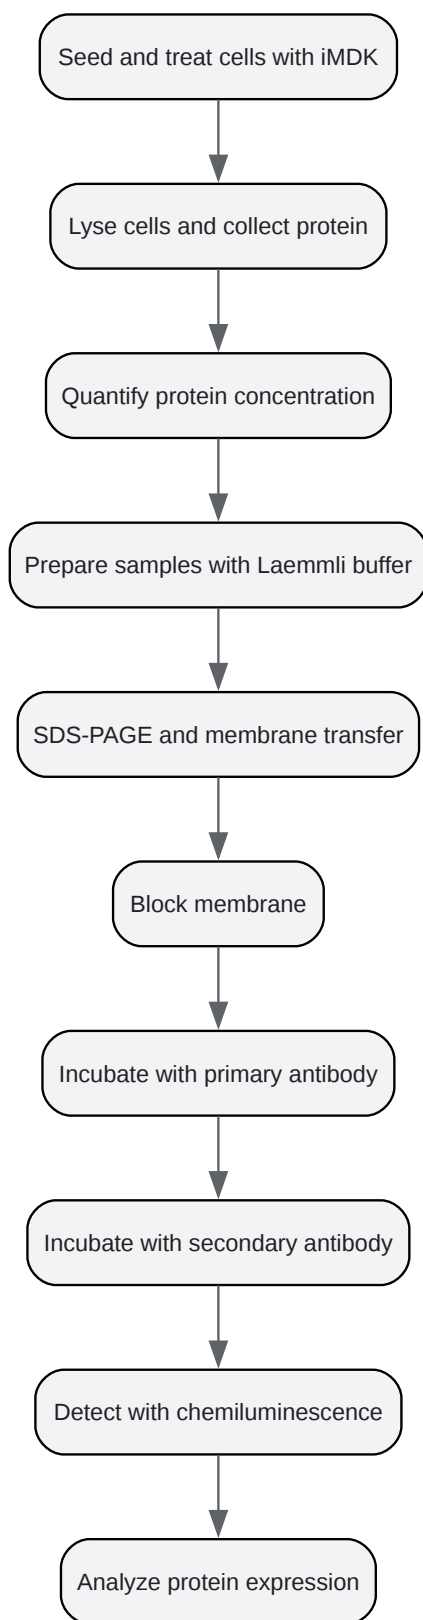 Seed and treat cells with iMDK
Lyse cells and collect protein
Quantify protein concentration
Prepare samples with Laemmli buffer
SDS-PAGE and membrane transfer
Block membrane
Incubate with primary antibody
Incubate with secondary antibody
Detect with chemiluminescence
Analyze protein expression